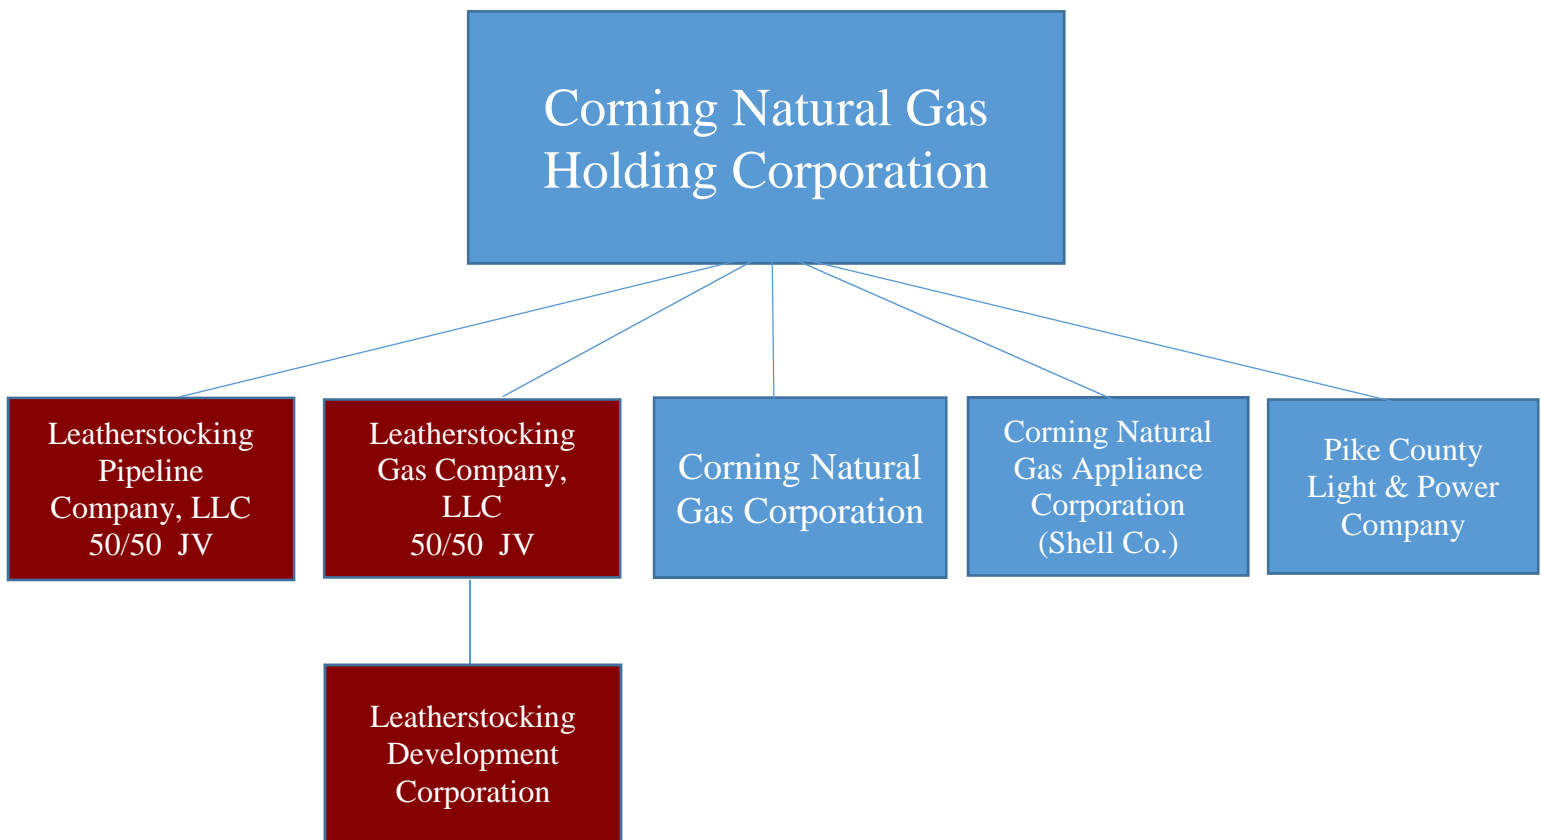 Corning Natural Gas
Holding Corporation
Leatherstocking
Pipeline
Company, LLC
50/50 JV
Leatherstocking
Gas Company,
LLC
50/50 JV
Corning Natural
Gas Corporation
Corning Natural
Gas Appliance
Corporation
(Shell Co.)
Pike County
Light & Power
Company
Leatherstocking
Development
Corporation